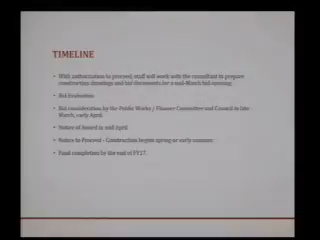 TIMELINE
• With authorization to proceed, staff will work with the consultant to prepare
construction drawings and bid documents for a mid-March bid opening.
• Bid Evaluation
• Bid consideration by the Public Works / Finance Committee and Council in late
March, early April.
• Notice of Award in mid April
• Notice to Proceed - Construction begins spring or early summer.
• Final completion by the end of FY17.